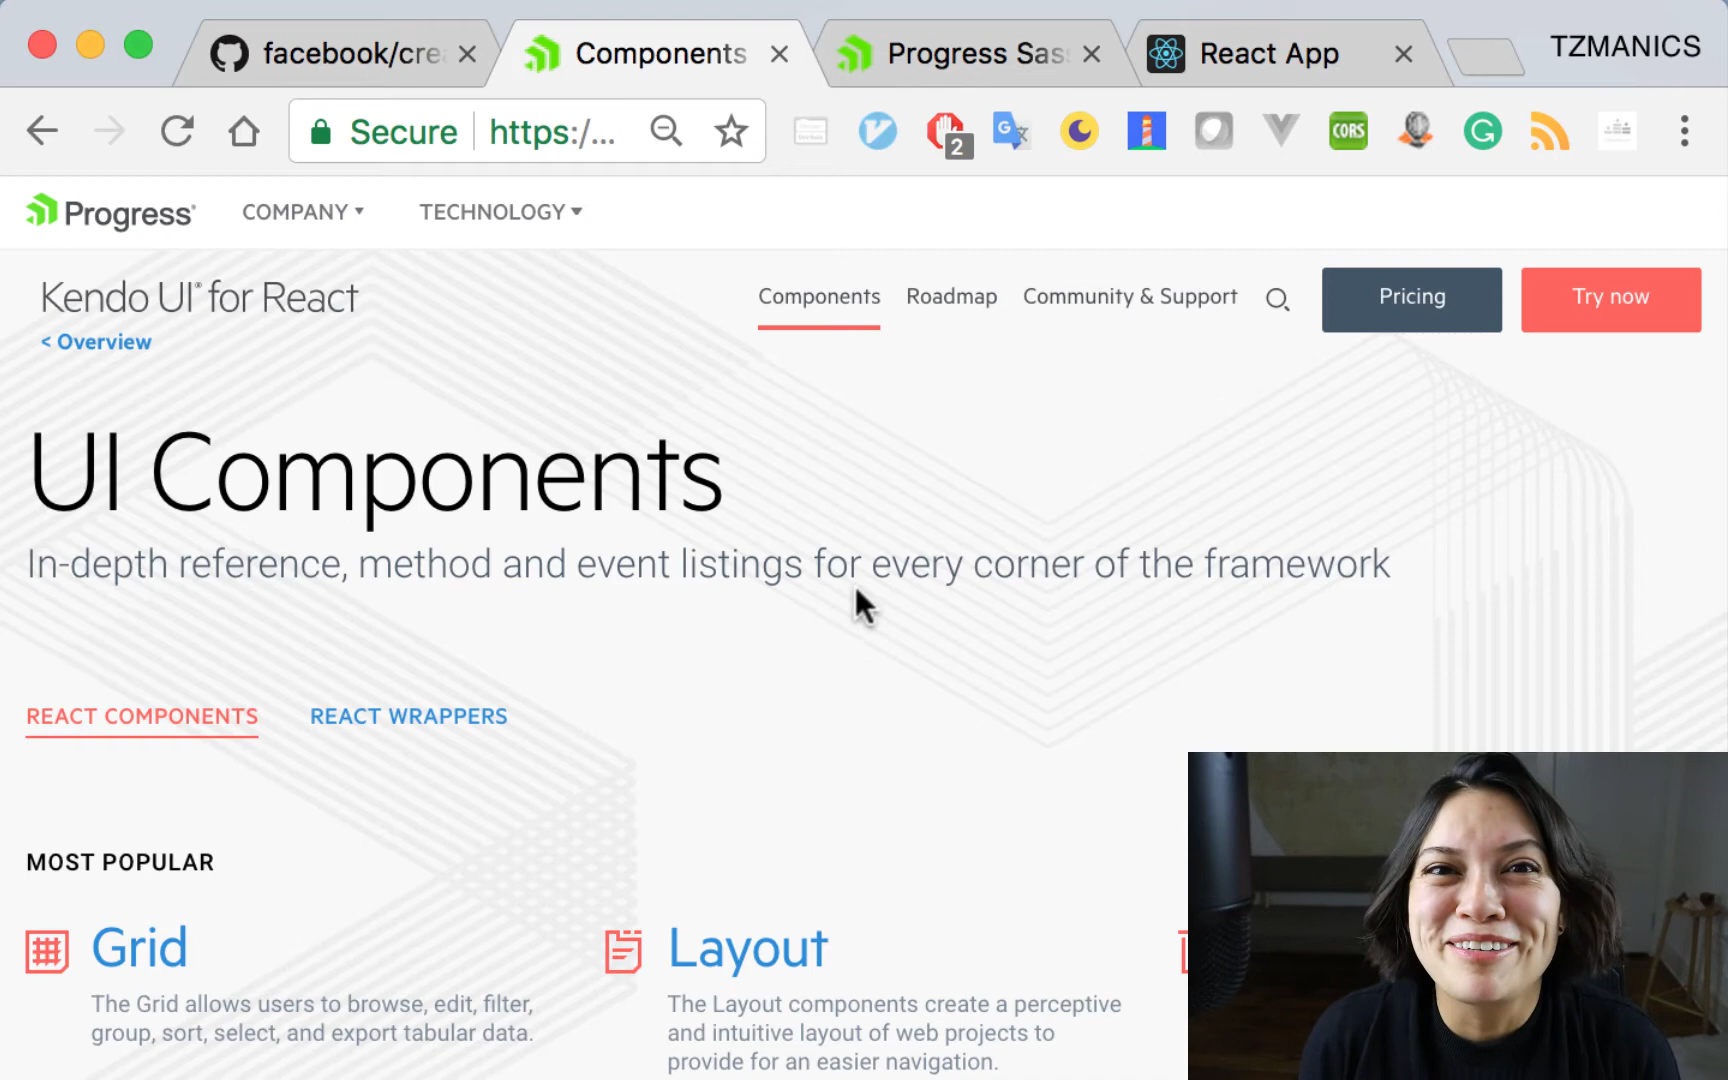 facebook/cre
Components
Progress Sas
React App
TZMANICS
Secure
https:/...
2
CORS
Progress
COMPANY
TECHNOLOGY
Kendo UI® for React
< Overview
Components
Roadmap
Community & Support
Pricing
Try now
UI Components
In-depth reference, method and event listings for every corner of the framework
REACT COMPONENTS
REACT WRAPPERS
MOST POPULAR
Grid
The Grid allows users to browse, edit, filter,
group, sort, select, and export tabular data.
Layout
The Layout components create a perceptive
and intuitive layout of web projects to
provide for an easier navigation.